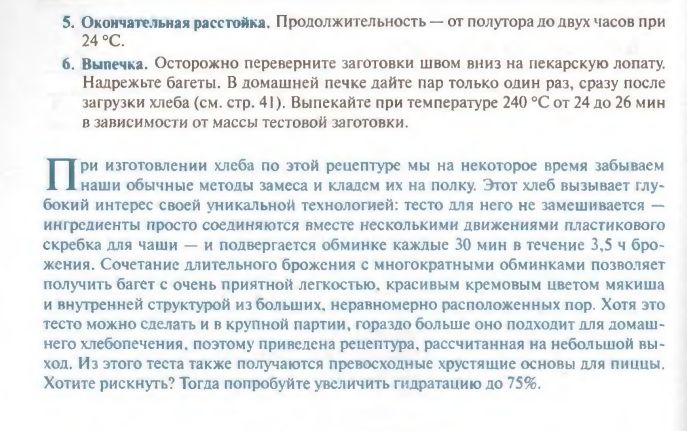 5. Окончательная расстойка. Продолжительность — от полутора до двух часов при
24 °С.
6. Выпечка. Осторожно переверните заготовки швом вниз на пекарскую лопату.
Надрежьте багеты. В домашней печке дайте пар только один раз, сразу после
загрузки хлеба (см. стр. 41). Выпекайте при температуре 240 °С от 24 до 26 мин
в зависимости от массы тестовой заготовки.
При изготовлении хлеба по этой рецептуре мы на некоторое время забываем
наши обычные методы замеса и кладем их на полку. Этот хлеб вызывает глу-
бокий интерес своей уникальной технологией: тесто для него не замешивается —
ингредиенты просто соединяются вместе несколькими движениями пластикового
скребка для чаши — и подвергается обминке каждые 30 мин в течение 3,5 ч бро-
жения. Сочетание длительного брожения с многократными обминками позволяет
получить багет с очень приятной легкостью, красивым кремовым цветом мякиша
и внутренней структурой из больших, неравномерно расположенных пор. Хотя это
тесто можно сделать и в крупной партии, гораздо больше оно подходит для домаш-
него хлебопечения, поэтому приведена рецептура, рассчитанная на небольшой вы-
ход. Из этого теста также получаются превосходные хрустящие основы для пиццы.
Хотите рискнуть? Тогда попробуйте увеличить гидратацию до 75%.